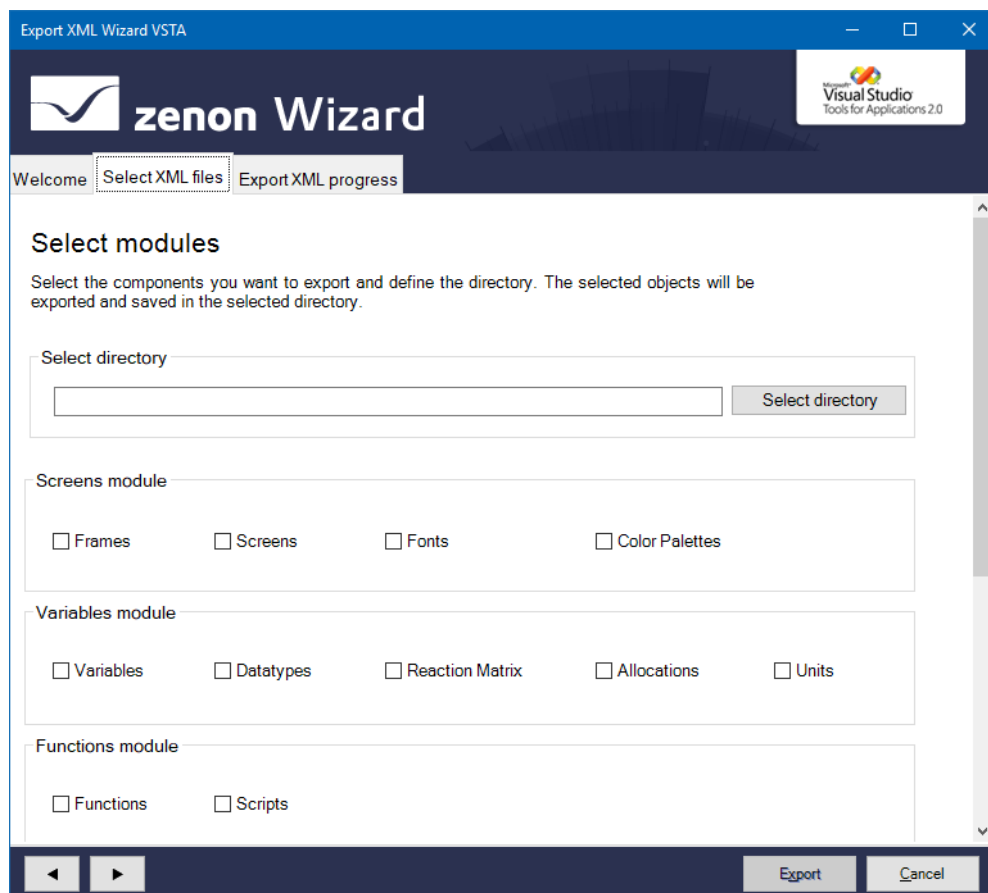 Export XML Wizard VSTA
zenon Wizard
Microsoft
Visual Studio
Tools for Applications 2.0
Welcome
Select XML files
Export XML progress
Select modules
Select the components you want to export and define the directory. The selected objects will be
exported and saved in the selected directory.
Select directory
Select directory
Screens module
Frames
Screens
Fonts
Color Palettes
Variables module
Variables
Datatypes
Reaction Matrix
Allocations
Units
Functions module
Functions
Scripts
Export
Cancel